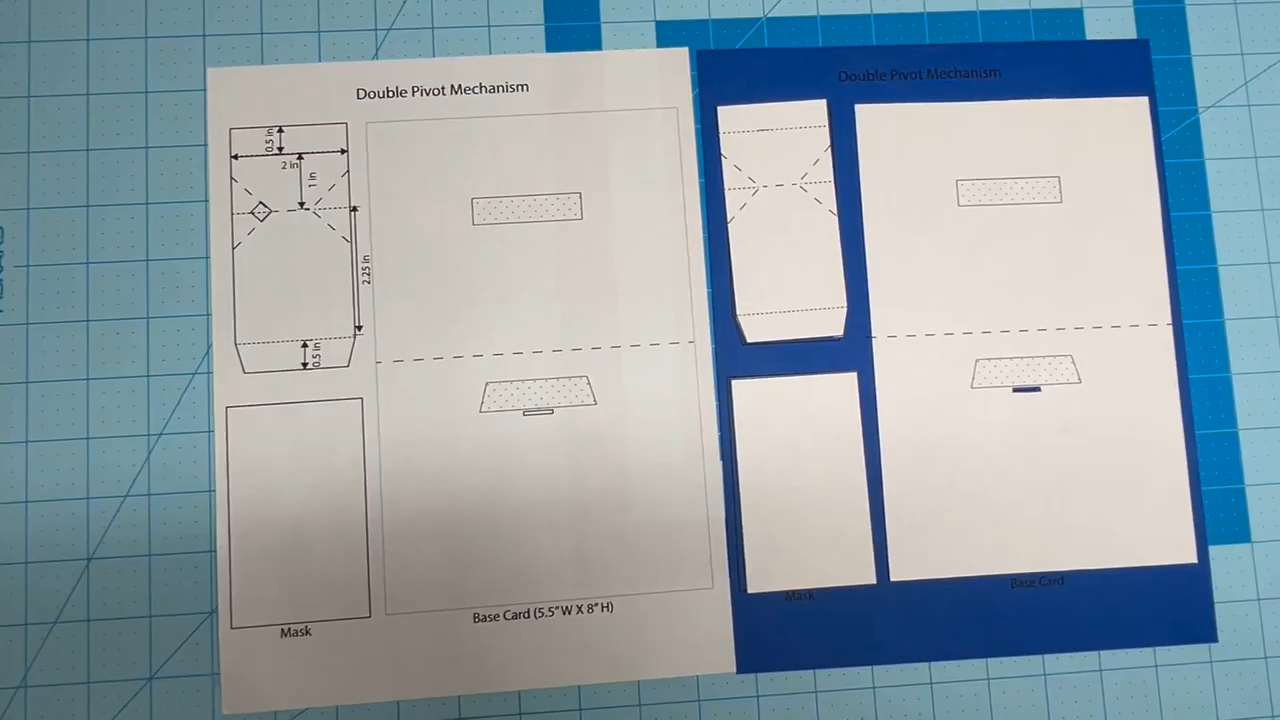 Double Pivot Mechanism
0.5 in
2 in
1 in
2.25 in
0.5 in
Mask
Base Card (5.5" W X 8" H)
Double Pivot Mechanism
Mask
Base Card